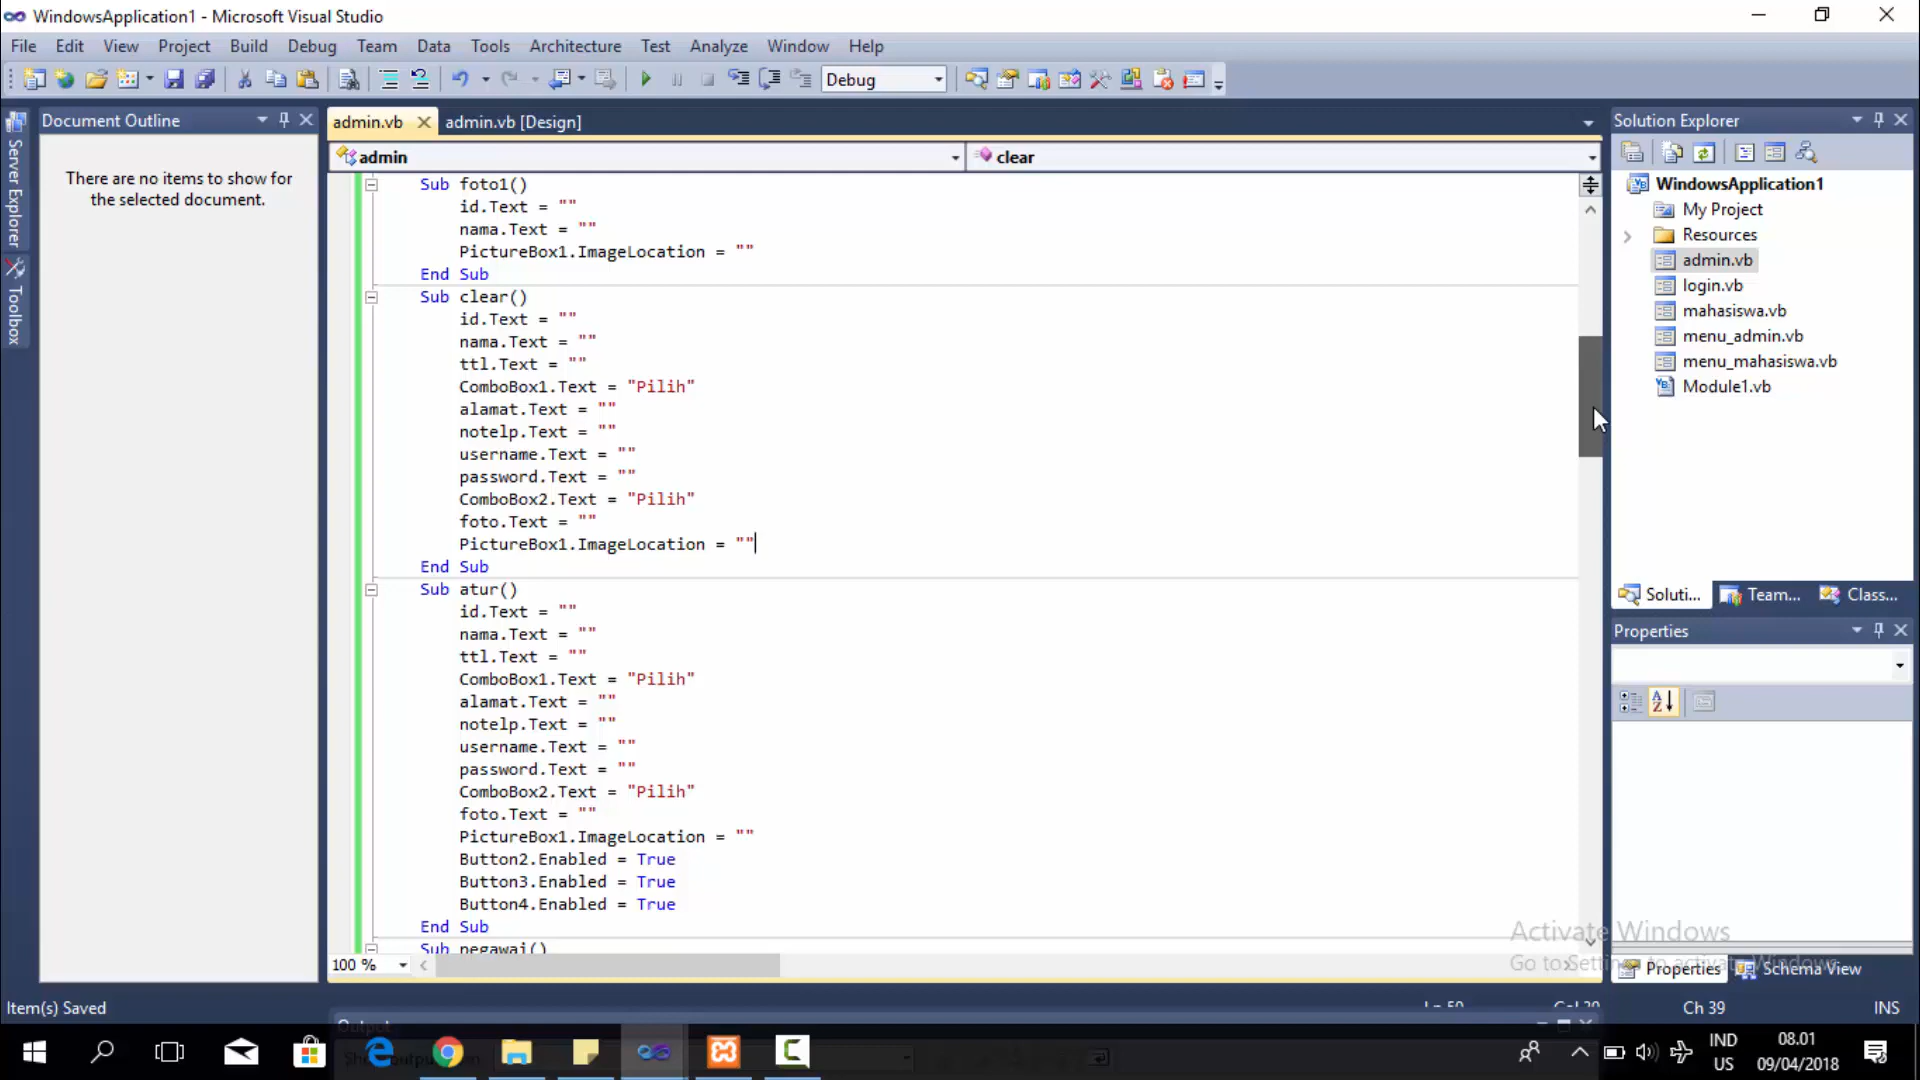 WindowsApplication1 - Microsoft Visual Studio
File Edit View Project Build Debug Team Data Tools Architecture Test Analyze Window Help
Debug
Server Explorer
Toolbox
Document Outline
There are no items to show for
the selected document.
admin.vb
admin.vb [Design]
admin
clear
Sub foto1()
id.Text = ""
nama.Text = ""
PictureBox1.ImageLocation = ""
End Sub
Sub clear()
id.Text = ""
nama.Text = ""
ttl.Text = ""
ComboBox1.Text = "Pilih"
alamat.Text = ""
notelp.Text = ""
username.Text = ""
password.Text = ""
ComboBox2.Text = "Pilih"
foto.Text = ""
PictureBox1.ImageLocation = ""
End Sub
Sub atur()
id.Text = ""
nama.Text = ""
ttl.Text = ""
ComboBox1.Text = "Pilih"
alamat.Text = ""
notelp.Text = ""
username.Text = ""
password.Text = ""
ComboBox2.Text = "Pilih"
foto.Text = ""
PictureBox1.ImageLocation = ""
Button2.Enabled = True
Button3.Enabled = True
Button4.Enabled = True
End Sub
Sub pegawai()
100 %
Solution Explorer
WindowsApplication1
My Project
Resources
admin.vb
login.vb
mahasiswa.vb
menu_admin.vb
menu_mahasiswa.vb
Module1.vb
Soluti... Team... Class...
Properties
Activate Windows
Go to Settings to activate Windows.
Properties Schema View
Item(s) Saved
Ch 39
INS
Output
IND
US
08.01
09/04/2018